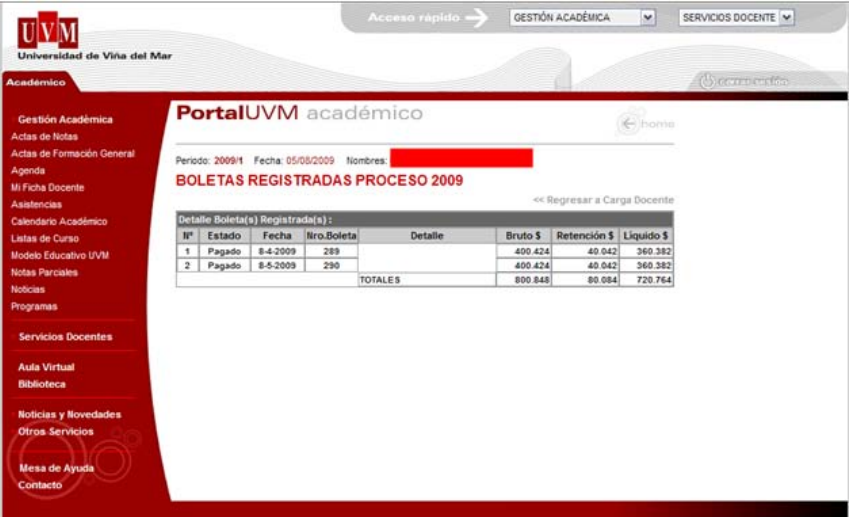 Acceso rápido
GESTIÓN ACADÉMICA
SERVICIOS DOCENTE
UVM
Universidad de Viña del Mar
Académico
cerrar sesión
Gestión Académica
Actas de Notas
Actas de Formación General
Agenda
Mi Ficha Docente
Asistencias
Calendario Académico
Listas de Curso
Modelo Educativo UVM
Notas Parciales
Noticias
Programas
Servicios Docentes
Aula Virtual
Biblioteca
Noticias y Novedades
Otros Servicios
Mesa de Ayuda
Contacto
PortalUVM académico
home
Periodo: 2009/1 Fecha: 05/08/2009 Nombres:
BOLETAS REGISTRADAS PROCESO 2009
<< Regresar a Carga Docente
Detalle Boleta(s) Registrada(s) :
Nº Estado Fecha Nro.Boleta Detalle Bruto $ Retención $ Líquido $
1 Pagado 8-4-2009 289 400.424 40.042 360.382
2 Pagado 8-5-2009 290 400.424 40.042 360.382
TOTALES 800.848 80.084 720.764